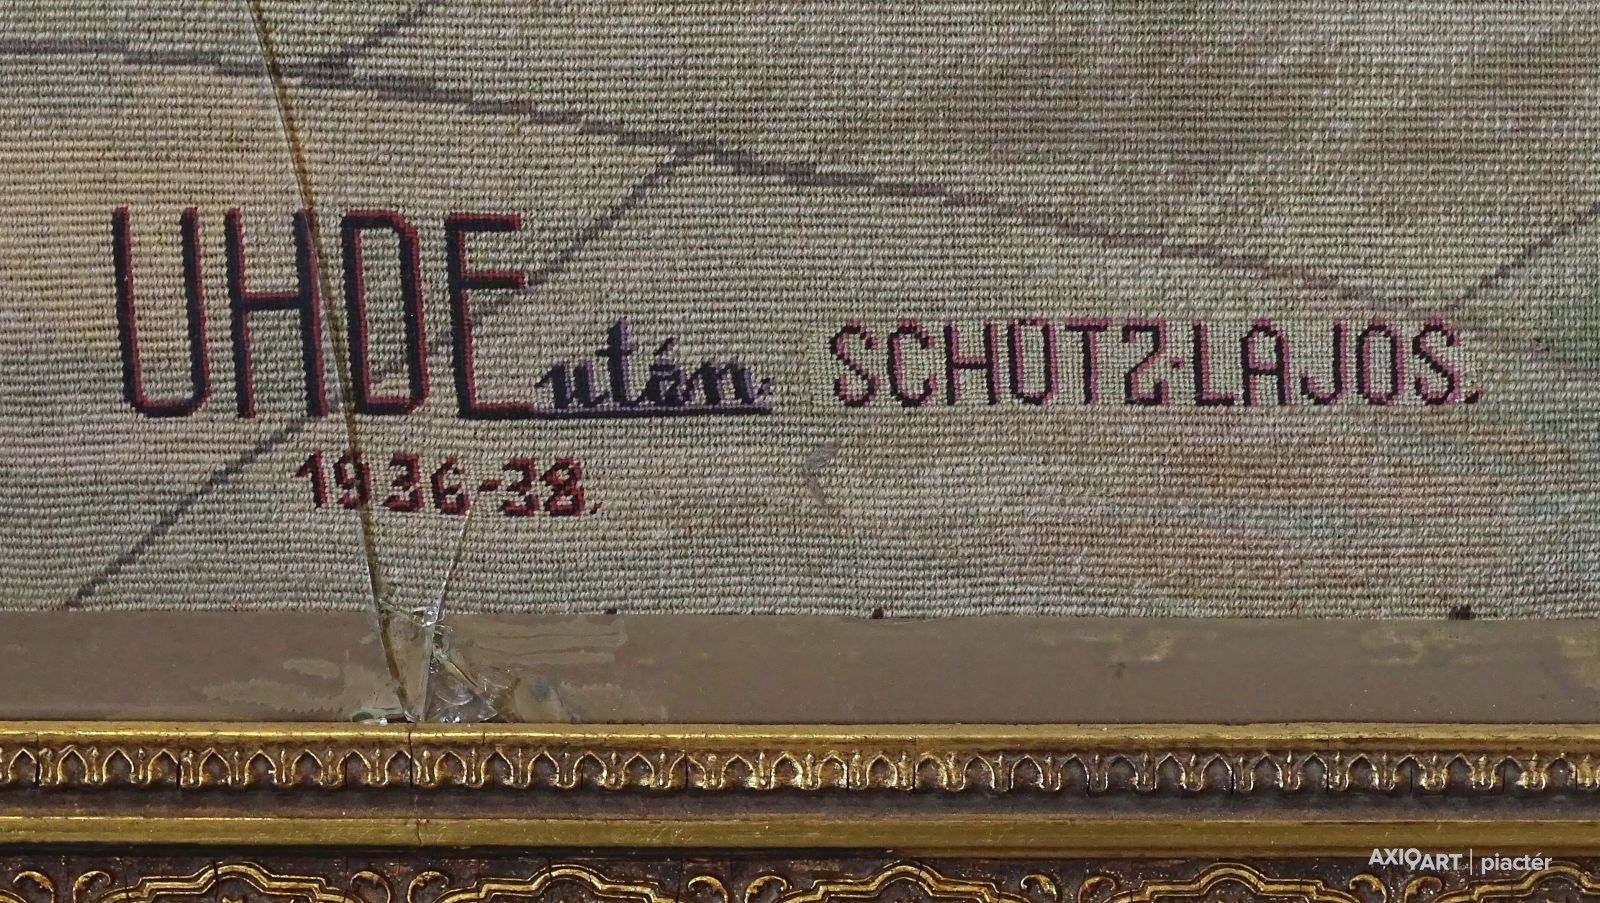 UHDE után SCHÜTZ·LAJOS.
1936-38.
AXIOART | piactér